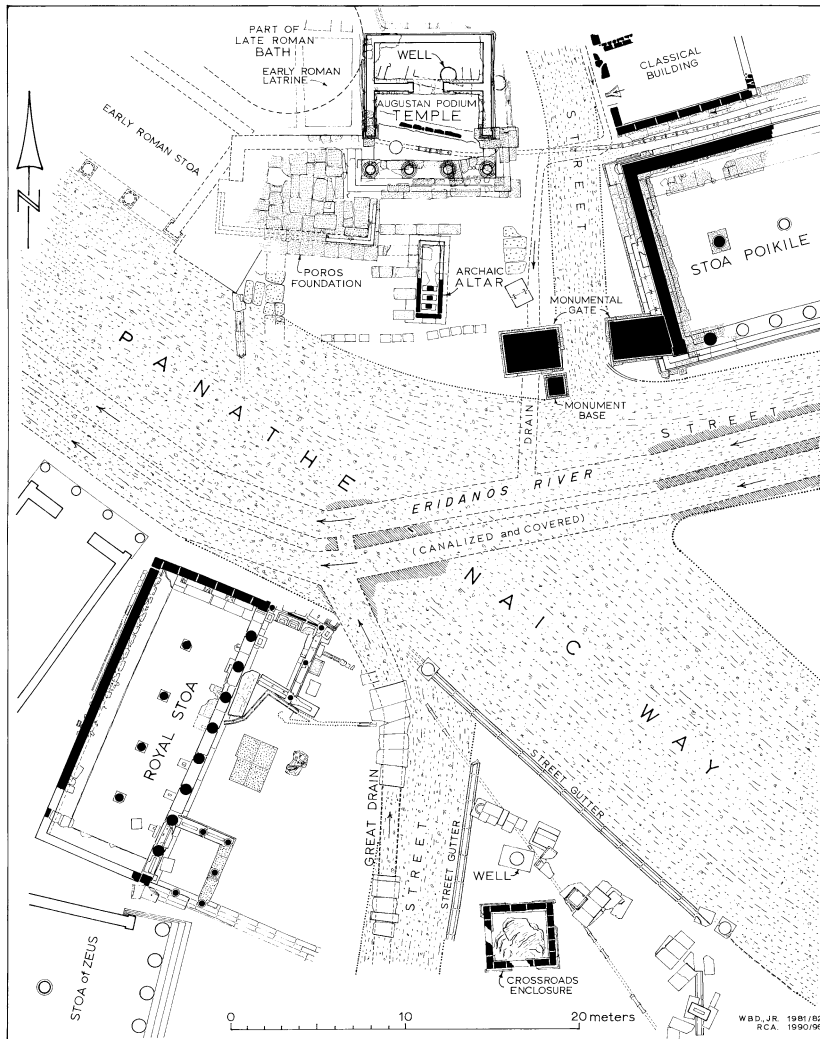 PART OF
LATE ROMAN
BATH
EARLY ROMAN
LATRINE
WELL
AUGUSTAN PODIUM
TEMPLE
CLASSICAL
BUILDING
STREET
EARLY ROMAN STOA
N
POROS
FOUNDATION
ARCHAIC
ALTAR
STOA POIKILE
MONUMENTAL
GATE
MONUMENT
BASE
DRAIN
STREET
PANATHENAIC WAY
ERIDANOS RIVER
(CANALIZED and COVERED)
ROYAL STOA
GREAT DRAIN
STREET
STREET GUTTER
STREET GUTTER
WELL
CROSSROADS
ENCLOSURE
STOA of ZEUS
0 10 20 meters
W.B.D., JR. 1981/82
R.C.A. 1990/96